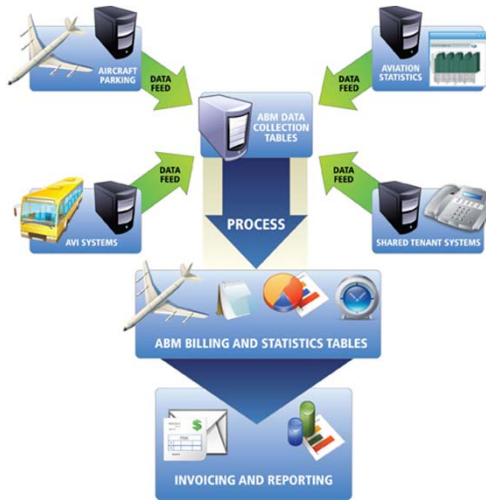 AIRCRAFT
PARKING
DATA
FEED
AVIATION
STATISTICS
DATA
FEED
ABM DATA
COLLECTION
TABLES
AVI SYSTEMS
DATA
FEED
SHARED TENANT SYSTEMS
DATA
FEED
PROCESS
ABM BILLING AND STATISTICS TABLES
$
INVOICING AND REPORTING